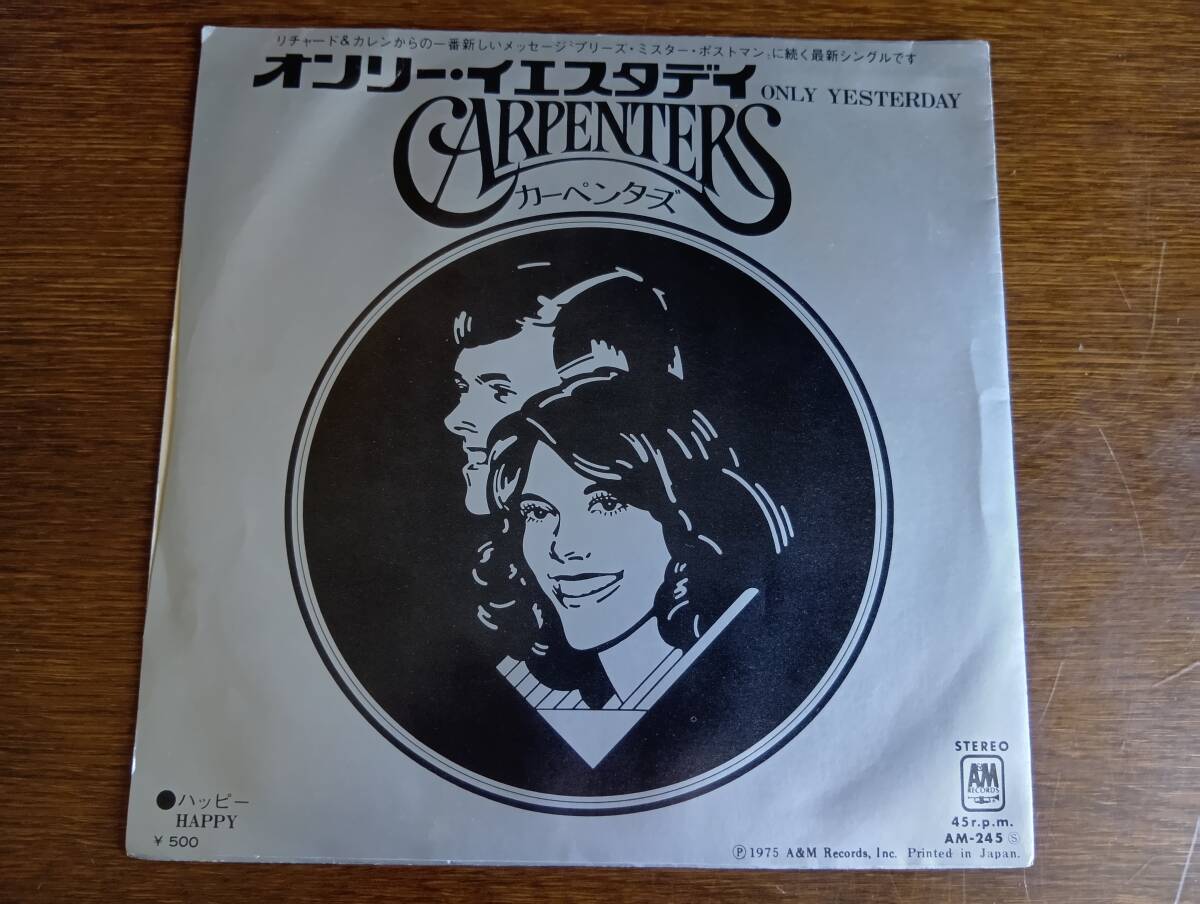 リチャード&カレンからの一番新しいメッセージ“プリーズ・ミスター・ポストマン”に続く最新シングルです
オンリー・イエスタデイ ONLY YESTERDAY
CARPENTERS
カーペンターズ
●ハッピー
HAPPY
¥500
STEREO
A&M
RECORDS
45r.p.m.
AM-245 Ⓢ
Ⓟ1975 A&M Records, Inc. Printed in Japan.